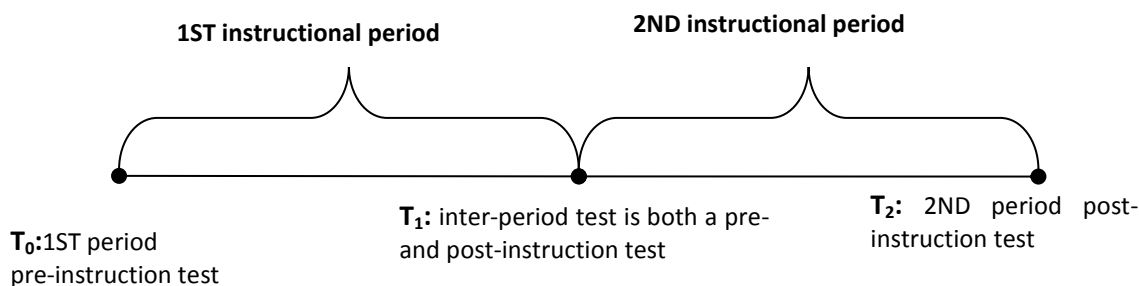 1ST instructional period
2ND instructional period
T₀:1ST period
pre-instruction test
T₁: inter-period test is both a pre-
and post-instruction test
T₂: 2ND period post-
instruction test